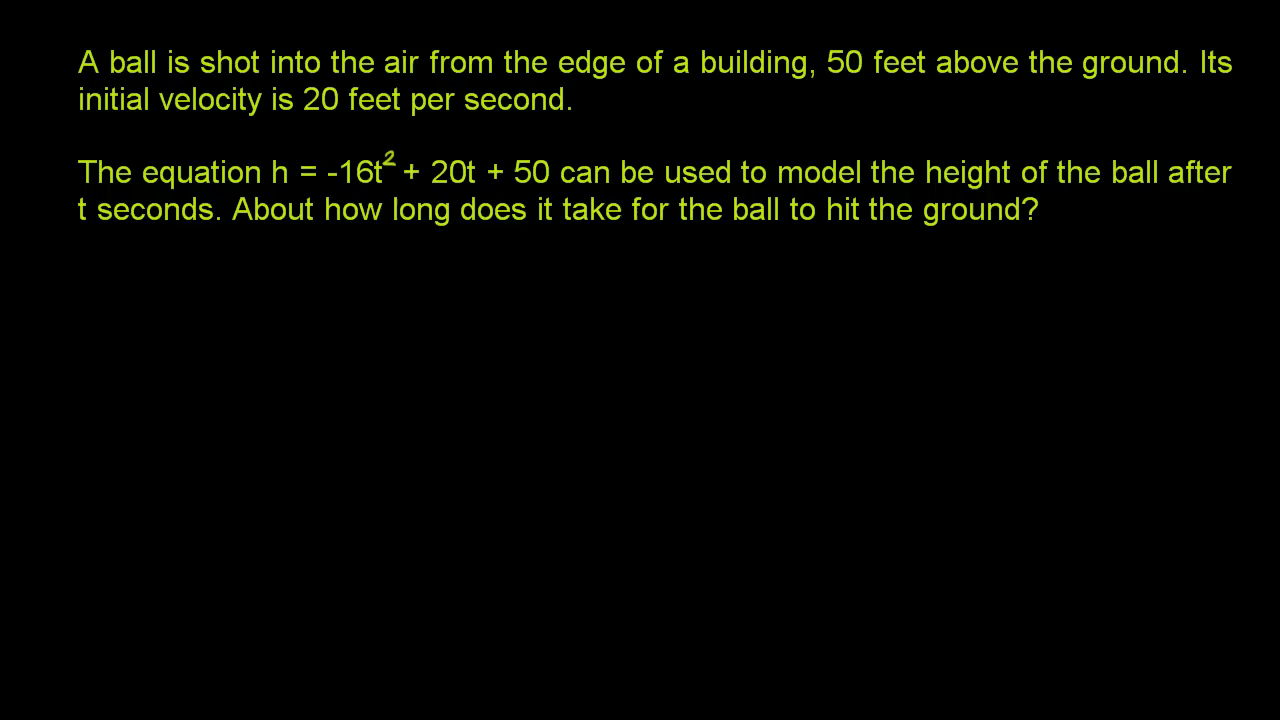 A ball is shot into the air from the edge of a building, 50 feet above the ground. Its
initial velocity is 20 feet per second.
The equation h = -16t² + 20t + 50 can be used to model the height of the ball after
t seconds. About how long does it take for the ball to hit the ground?